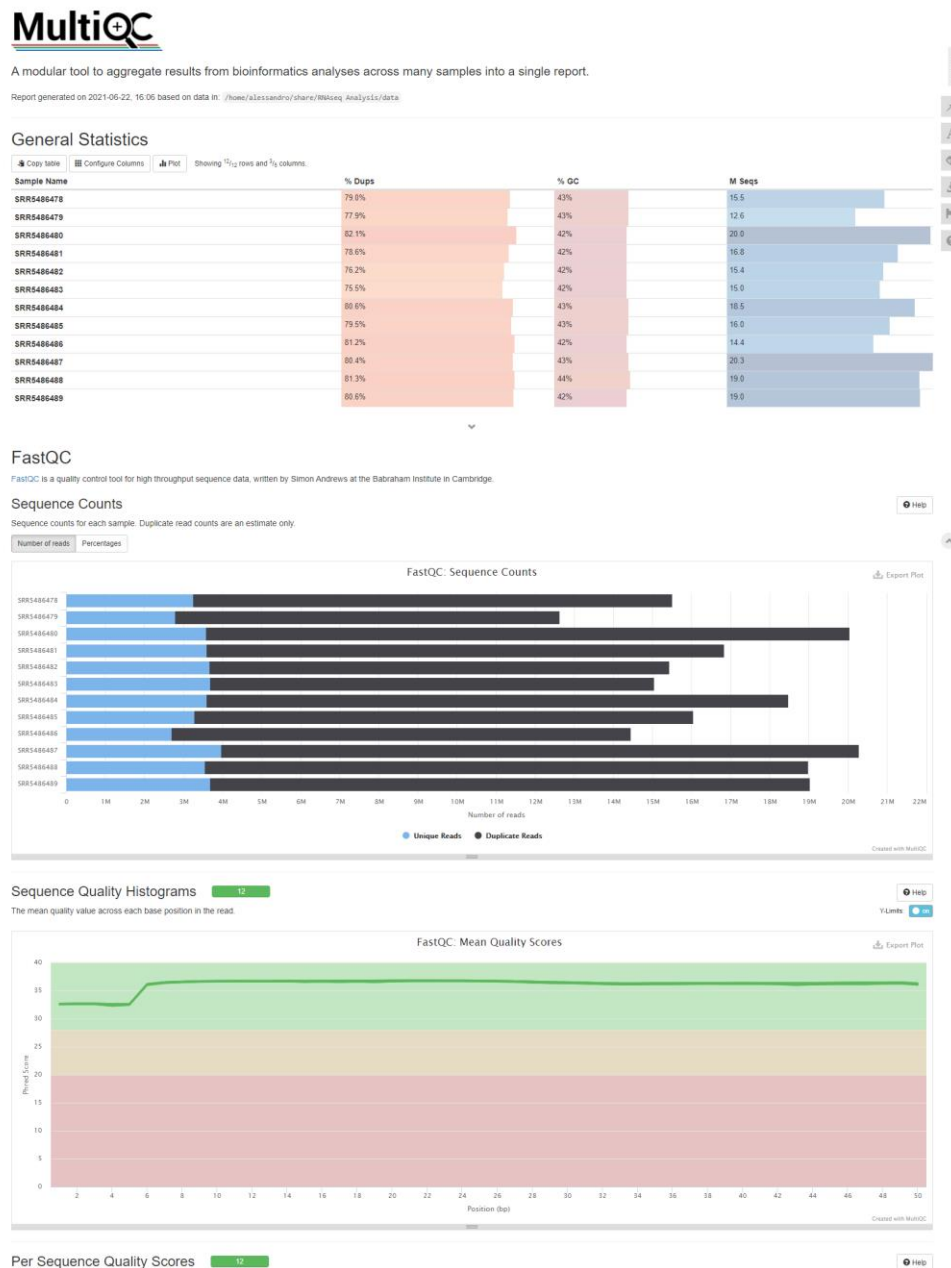 MultiQC
A modular tool to aggregate results from bioinformatics analyses across many samples into a single report.
Report generated on 2021-06-22, 16:06 based on data in: /home/alessandro/share/RNAseq Analysis/data
General Statistics
Copy table Configure Columns Plot Showing 12/12 rows and 3/5 columns.
Sample Name % Dups % GC M Seqs
SRR5486478 79.0% 43% 15.5
SRR5486479 77.9% 43% 12.6
SRR5486480 82.1% 42% 20.0
SRR5486481 78.6% 42% 16.8
SRR5486482 76.2% 42% 15.4
SRR5486483 75.5% 42% 15.0
SRR5486484 80.6% 43% 18.5
SRR5486485 79.5% 43% 16.0
SRR5486486 81.2% 42% 14.4
SRR5486487 80.4% 43% 20.3
SRR5486488 81.3% 44% 19.0
SRR5486489 80.6% 42% 19.0
FastQC
FastQC is a quality control tool for high throughput sequence data, written by Simon Andrews at the Babraham Institute in Cambridge.
Sequence Counts Help
Sequence counts for each sample. Duplicate read counts are an estimate only.
Number of reads Percentages
FastQC: Sequence Counts Export Plot
SRR5486478
SRR5486479
SRR5486480
SRR5486481
SRR5486482
SRR5486483
SRR5486484
SRR5486485
SRR5486486
SRR5486487
SRR5486488
SRR5486489
0 1M 2M 3M 4M 5M 6M 7M 8M 9M 10M 11M 12M 13M 14M 15M 16M 17M 18M 19M 20M 21M 22M
Number of reads
Unique Reads Duplicate Reads
Created with MultiQC
Sequence Quality Histograms 12 Help
The mean quality value across each base position in the read. Y-Limits: on
FastQC: Mean Quality Scores Export Plot
40
35
30
25
20
15
10
5
0
Phred Score
2 4 6 8 10 12 14 16 18 20 22 24 26 28 30 32 34 36 38 40 42 44 46 48 50
Position (bp)
Created with MultiQC
Per Sequence Quality Scores 12 Help